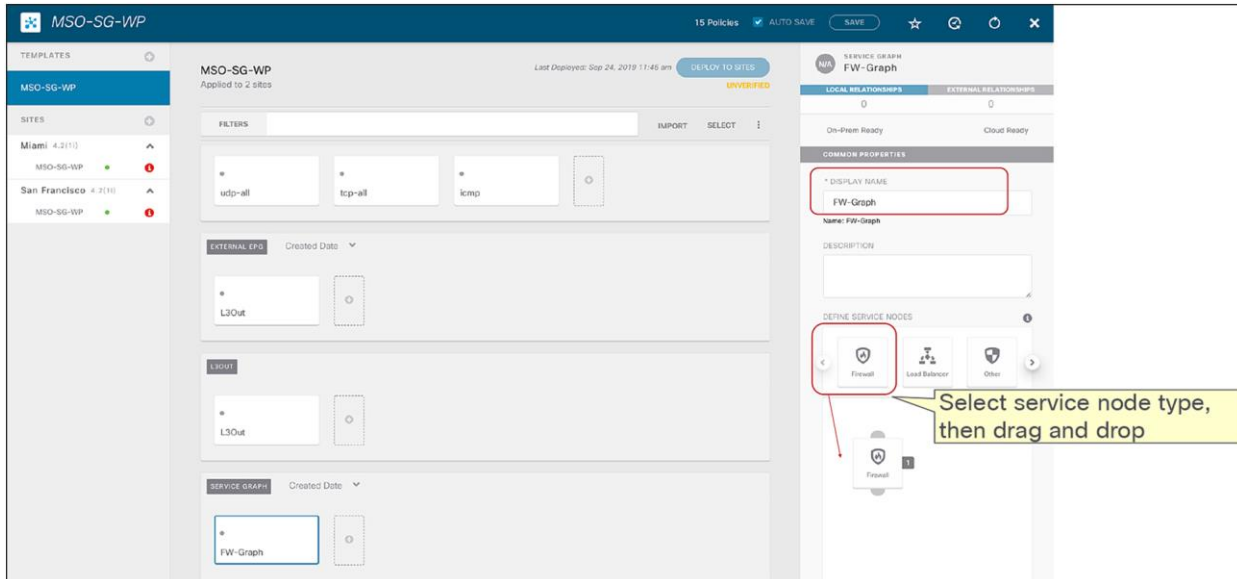 MSO-SG-WP
15 Policies AUTO SAVE SAVE
TEMPLATES
MSO-SG-WP
SITES
Miami 4.2(1i)
MSO-SG-WP
San Francisco 4.2(1i)
MSO-SG-WP
MSO-SG-WP
Applied to 2 sites
Last Deployed: Sep 24, 2019 11:46 am DEPLOY TO SITES
UNVERIFIED
FILTERS IMPORT SELECT
udp-all tcp-all icmp
EXTERNAL EPG Created Date
L3Out
L3OUT
L3Out
SERVICE GRAPH Created Date
FW-Graph
N/A SERVICE GRAPH
FW-Graph
LOCAL RELATIONSHIPS EXTERNAL RELATIONSHIPS
0 0
On-Prem Ready Cloud Ready
COMMON PROPERTIES
* DISPLAY NAME
FW-Graph
Name: FW-Graph
DESCRIPTION
DEFINE SERVICE NODES
Firewall Load Balancer Other
Select service node type,
then drag and drop
Firewall 1